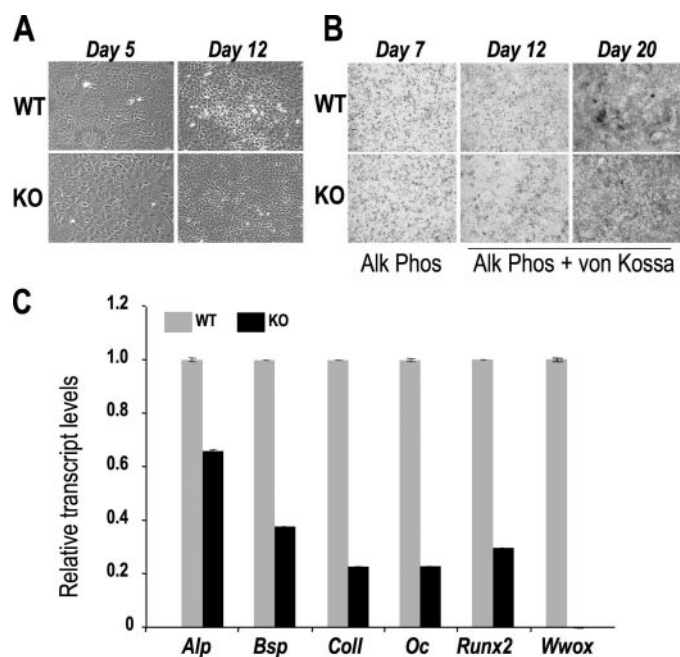 A
Day 5 Day 12
WT
KO
B
Day 7 Day 12 Day 20
WT
KO
Alk Phos Alk Phos + von Kossa
C
1.2
1.0
0.8
0.6
0.4
0.2
0
Relative transcript levels
WT KO
Alp Bsp ColI Oc Runx2 Wwox